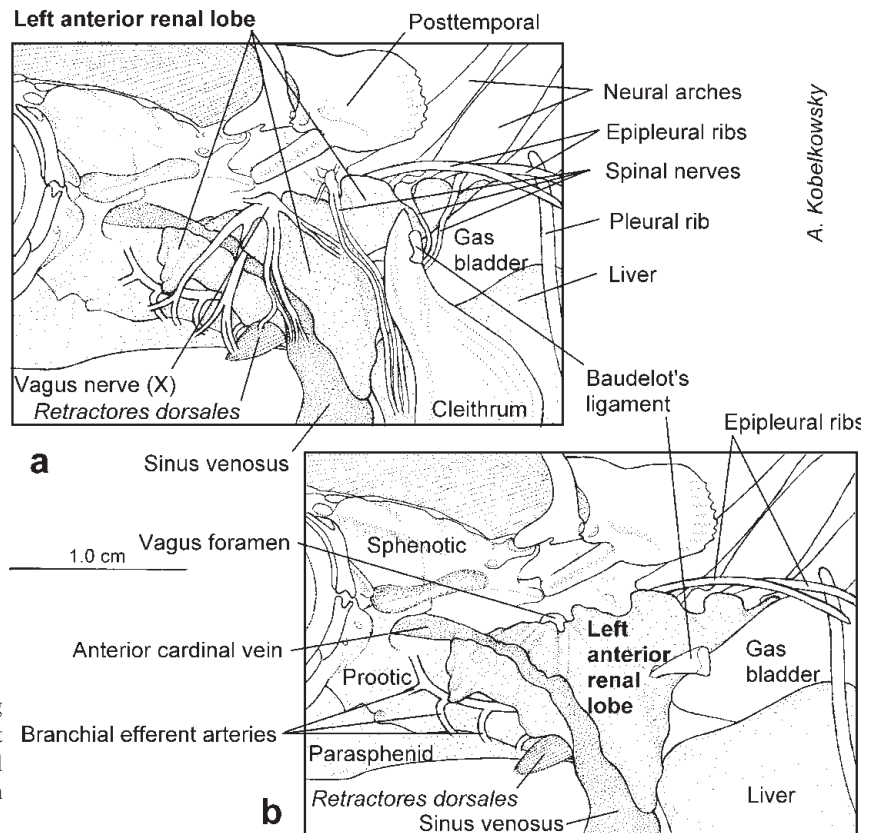 Left anterior renal lobe
Posttemporal
Neural arches
Epipleural ribs
Spinal nerves
A. Kobelkowsky
Pleural rib
Gas
bladder
Liver
Vagus nerve (X)
Retractores dorsales
Cleithrum
Baudelot's
ligament
Sinus venosus
a
Epipleural ribs
1.0 cm
Vagus foramen
Sphenotic
Anterior cardinal vein
Left
anterior
renal
lobe
Gas
bladder
Prootic
Branchial efferent arteries
Parasphenid
Retractores dorsales
Liver
Sinus venosus
b